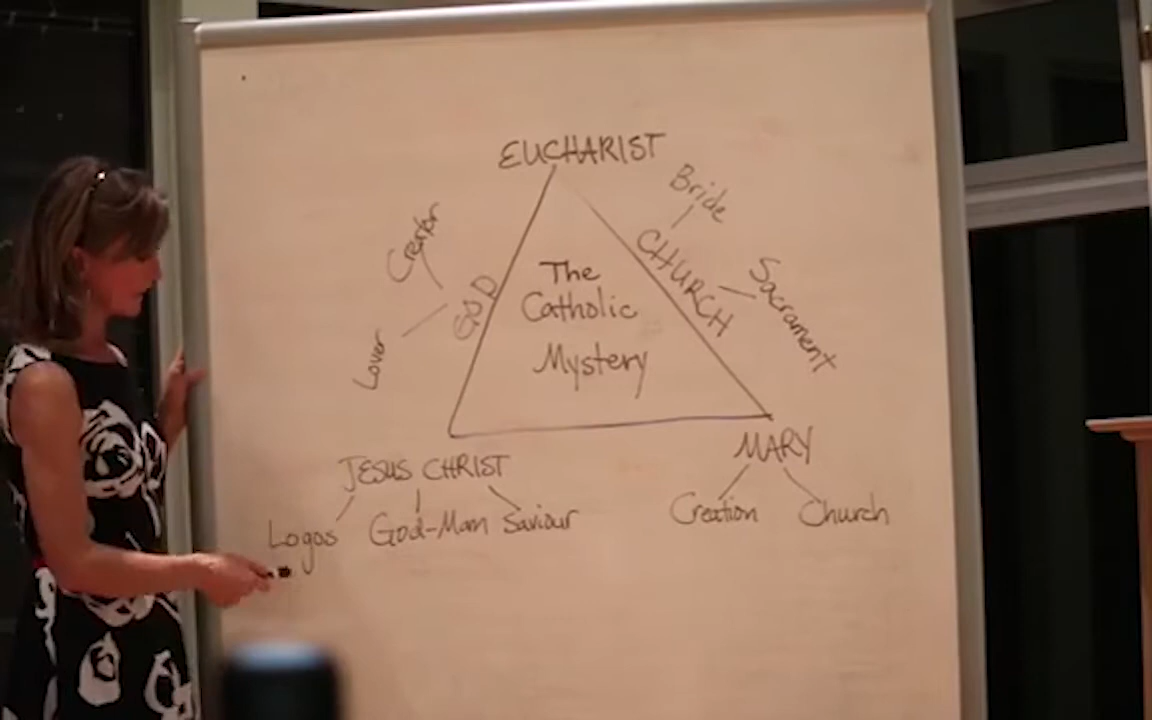 EUCHARIST
Bride
CHURCH
Sacrament
Creator
GOD
Lover
The
Catholic
Mystery
JESUS CHRIST
Logos God-Man Saviour
MARY
Creation Church